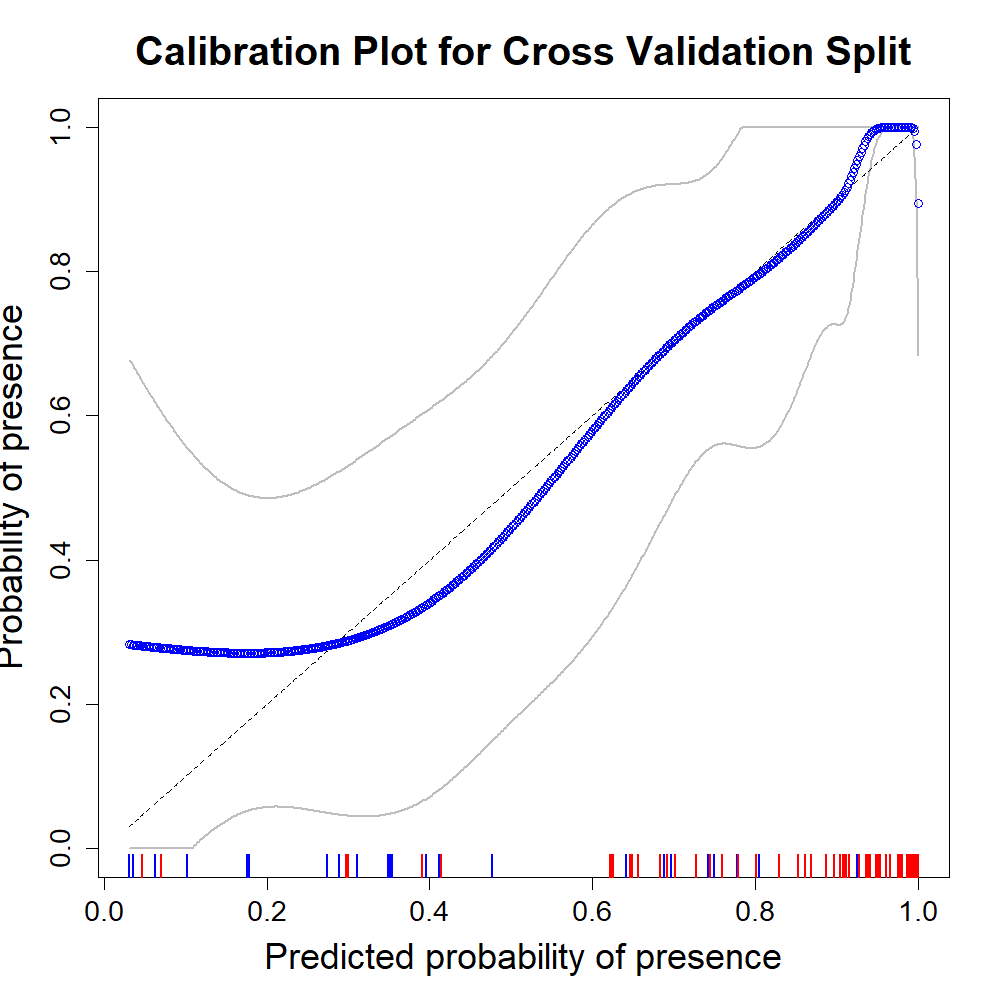 Calibration Plot for Cross Validation Split
Probability of presence
1.0
0.8
0.6
0.4
0.2
0.0
0.0 0.2 0.4 0.6 0.8 1.0
Predicted probability of presence